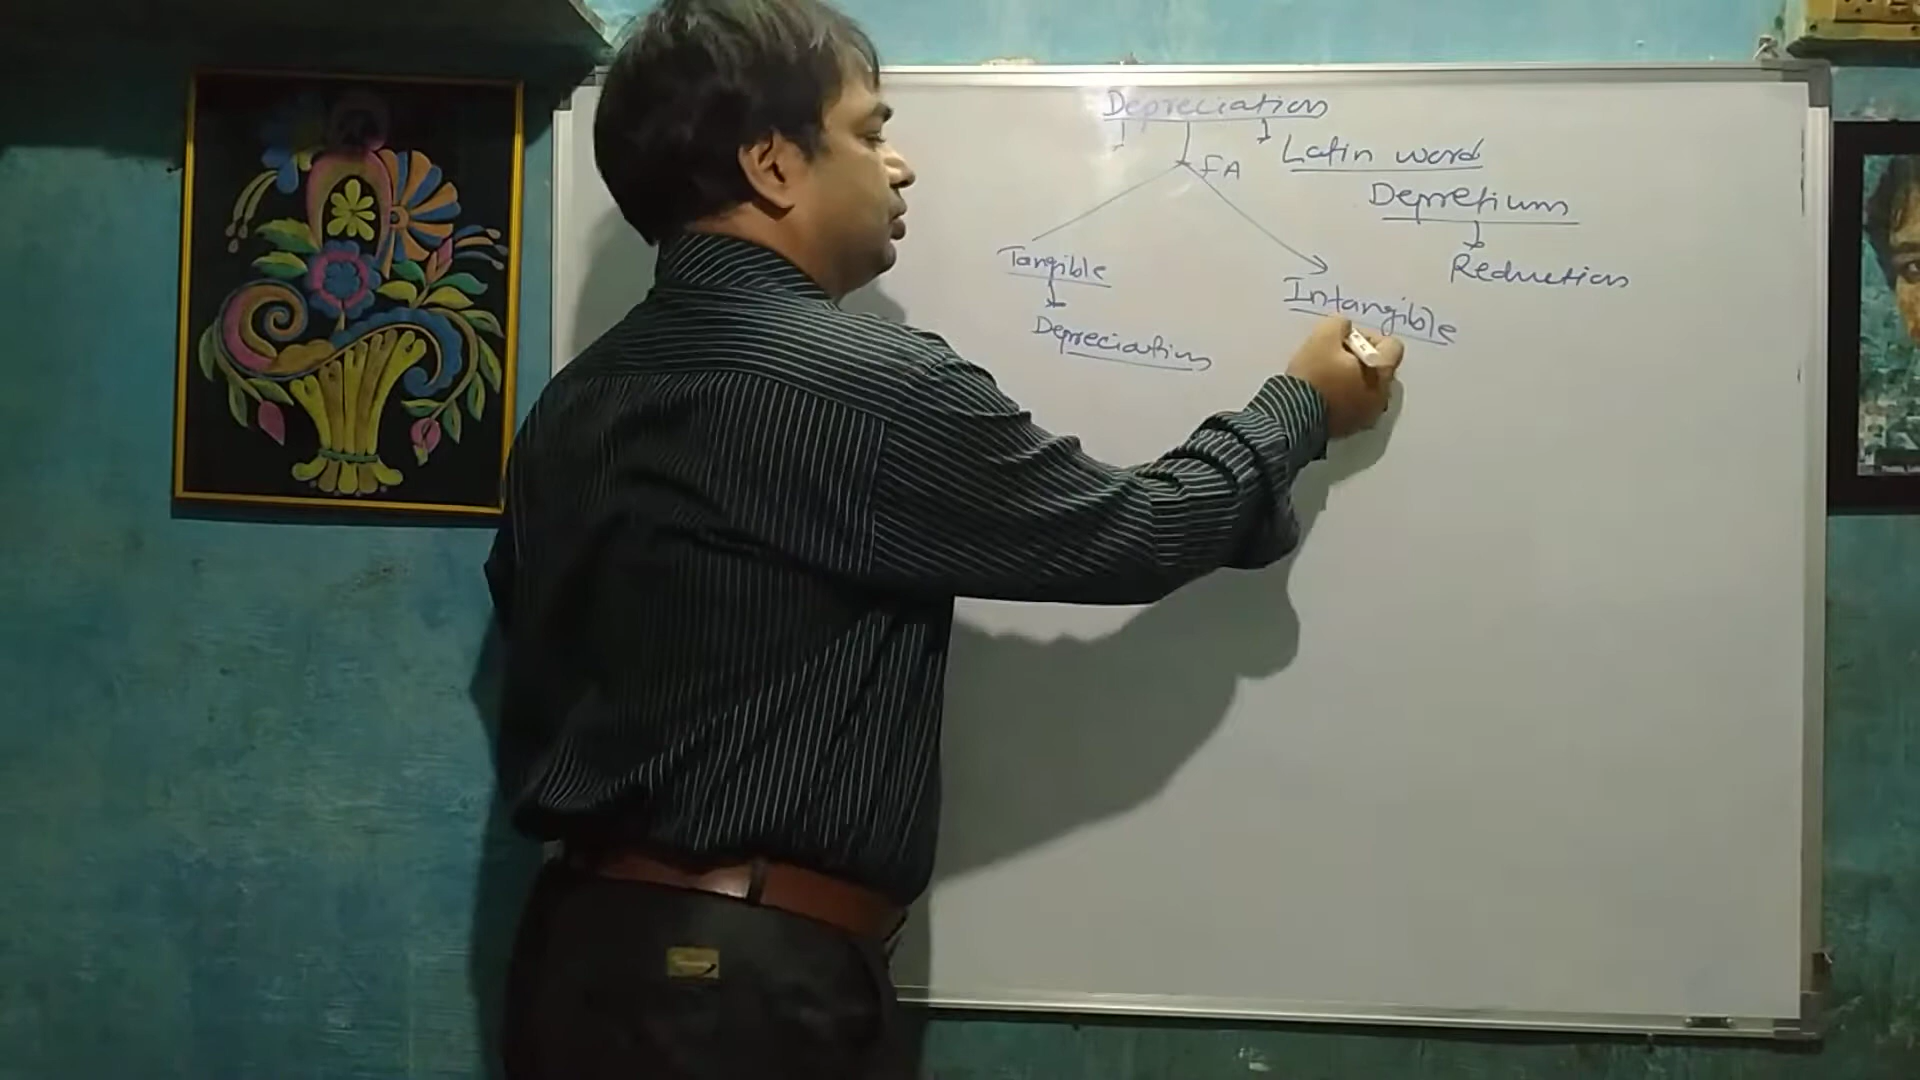 Depreciation
Latin word
FA
Depretium
Reduction
Tangible
Intangible
Depreciation